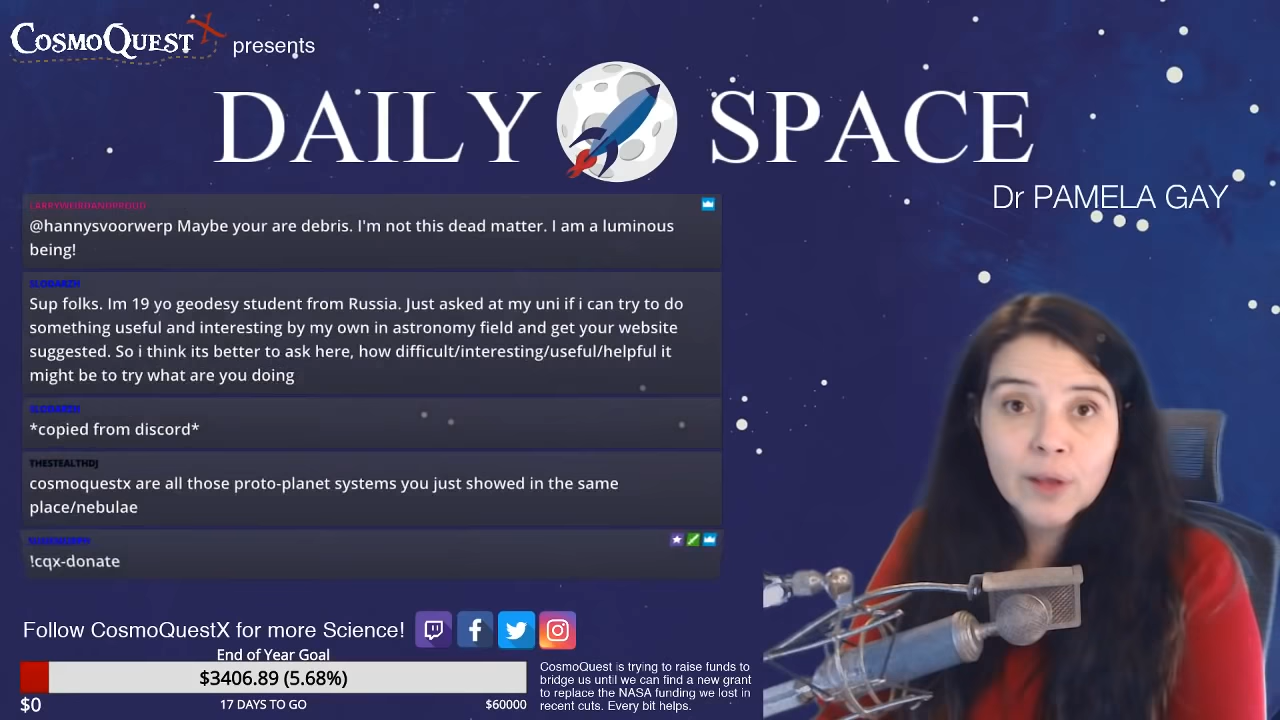 CosmoQuest X presents
DAILY SPACE
Dr PAMELA GAY
@hannysvoorwerp Maybe your are debris. I'm not this dead matter. I am a luminous
being!
SLODARZH
Sup folks. Im 19 yo geodesy student from Russia. Just asked at my uni if i can try to do
something useful and interesting by my own in astronomy field and get your website
suggested. So i think its better to ask here, how difficult/interesting/useful/helpful it
might be to try what are you doing
SLODARZH
*copied from discord*
THESTEALTHDJ
cosmoquestx are all those proto-planet systems you just showed in the same
place/nebulae
!cqx-donate
Follow CosmoQuestX for more Science!
End of Year Goal
$3406.89 (5.68%)
$0
17 DAYS TO GO
$60000
CosmoQuest is trying to raise funds to
bridge us until we can find a new grant
to replace the NASA funding we lost in
recent cuts. Every bit helps.